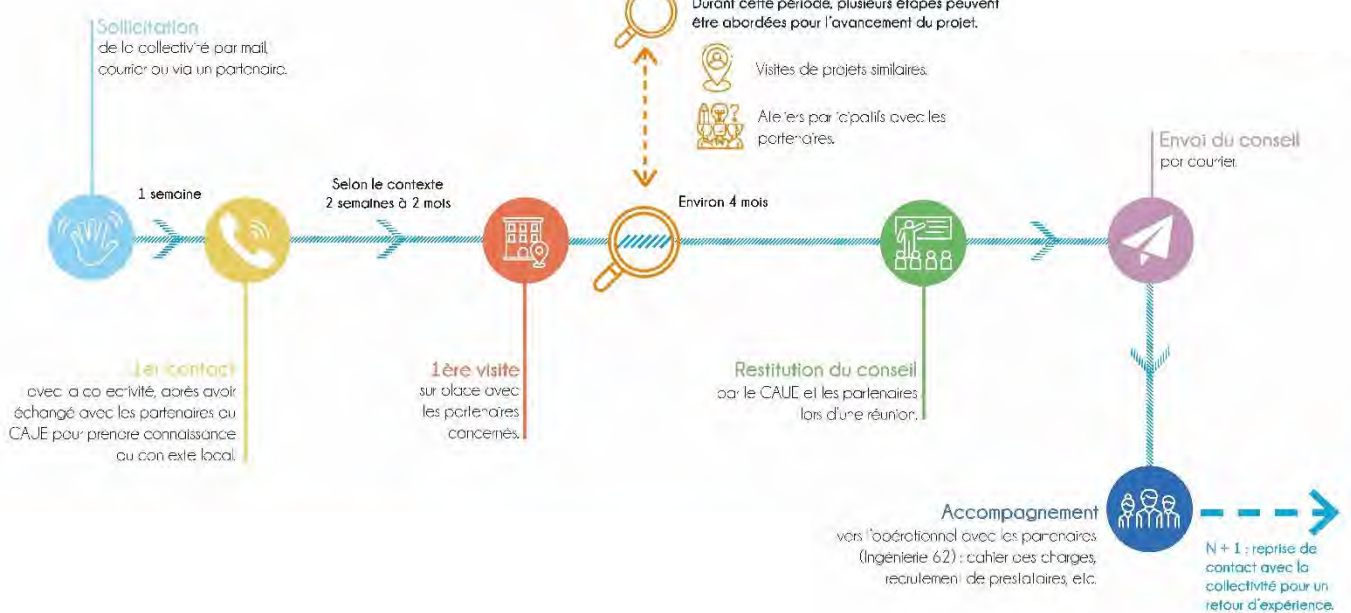 Durant cette période, plusieurs étapes peuvent
être abordées pour l'avancement du projet.
Sollicitation
de la collectivité par mail,
courrier ou via un partenaire.
Visites de projets similaires.
Ateliers participatifs avec les
partenaires.
Envoi du conseil
par courrier.
1 semaine
Selon le contexte
2 semaines à 2 mois
Environ 4 mois
1er contact
avec la collectivité, après avoir
échangé avec les partenaires du
CAUE pour prendre connaissance
du contexte local.
1ère visite
sur place avec
les partenaires
concernés.
Restitution du conseil
par le CAUE et les partenaires
lors d'une réunion.
Accompagnement
vers l'opérationnel avec les partenaires
(Ingénierie 62) : cahier des charges,
recrutement de prestataires, etc.
N + 1 : reprise de
contact avec la
collectivité pour un
retour d'expérience.